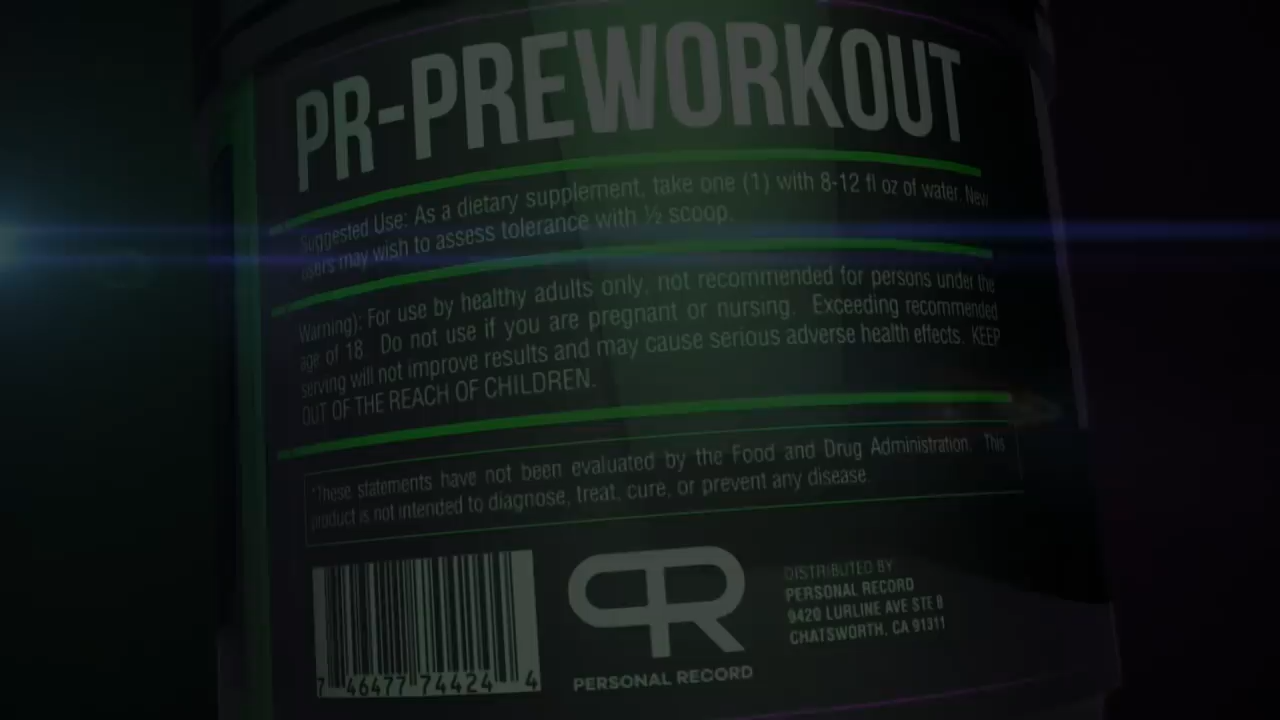 PR-PREWORKOUT
Suggested Use: As a dietary supplement, take one (1) with 8-12 fl oz of water. New
users may wish to assess tolerance with ½ scoop.
Warning): For use by healthy adults only, not recommended for persons under the
age of 18. Do not use if you are pregnant or nursing. Exceeding recommended
serving will not improve results and may cause serious adverse health effects. KEEP
OUT OF THE REACH OF CHILDREN.
*These statements have not been evaluated by the Food and Drug Administration. This
product is not intended to diagnose, treat, cure, or prevent any disease.
7 46477 74424 4
PR
PERSONAL RECORD
DISTRIBUTED BY
PERSONAL RECORD
9420 LURLINE AVE STE B
CHATSWORTH, CA 91311